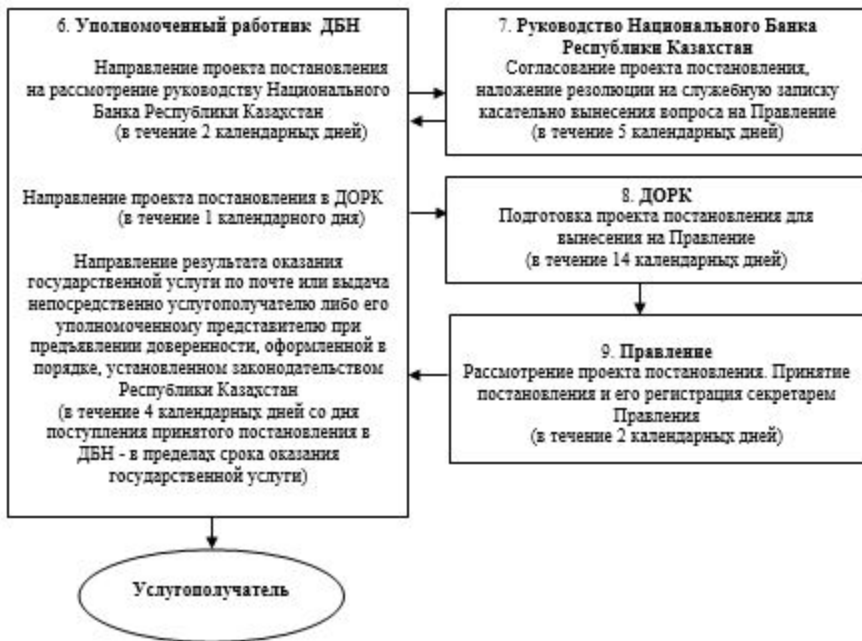 6. Уполномоченный работник ДБН
Направление проекта постановления
на рассмотрение руководству Национального
Банка Республики Казахстан
(в течение 2 календарных дней)
Направление проекта постановления в ДОРК
(в течение 1 календарного дня)
Направление результата оказания
государственной услуги по почте или выдача
непосредственно услугополучателю либо его
уполномоченному представителю при
предъявлении доверенности, оформленной в
порядке, установленном законодательством
Республики Казахстан
(в течение 4 календарных дней со дня
поступления принятого постановления в
ДБН - в пределах срока оказания
государственной услуги)
7. Руководство Национального Банка
Республики Казахстан
Согласование проекта постановления,
наложение резолюции на служебную записку
касательно вынесения вопроса на Правление
(в течение 5 календарных дней)
8. ДОРК
Подготовка проекта постановления для
вынесения на Правление
(в течение 14 календарных дней)
9. Правление
Рассмотрение проекта постановления. Принятие
постановления и его регистрация секретарем
Правления
(в течение 2 календарных дней)
Услугополучатель